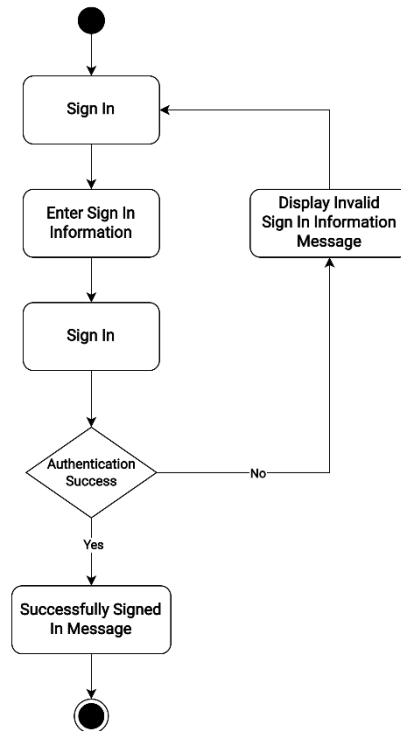 Sign In
Enter Sign In
Information
Display Invalid
Sign In Information
Message
Sign In
Authentication
Success
No
Yes
Successfully Signed
In Message